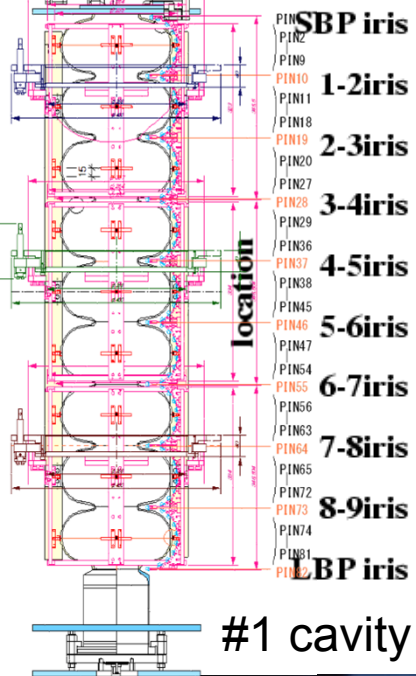 SBP iris
PIN2
PIN9
PIN10
1-2iris
PIN11
PIN18
PIN19
2-3iris
PIN20
PIN27
PIN28
3-4iris
PIN29
PIN36
PIN37
4-5iris
PIN38
PIN45
PIN46
5-6iris
PIN47
PIN54
PIN55
6-7iris
PIN56
PIN63
PIN64
7-8iris
PIN65
PIN72
PIN73
8-9iris
PIN74
PIN81
LBP iris
location
15
#1 cavity